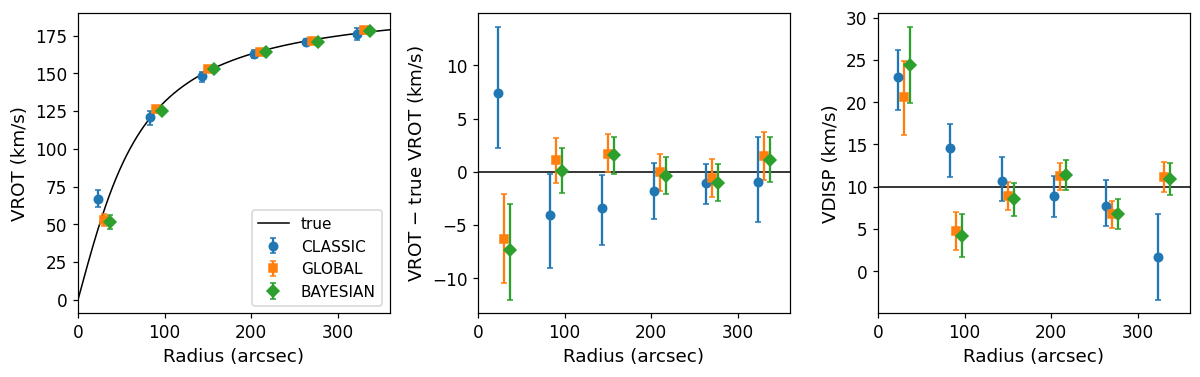 VROT (km/s)
175
150
125
100
75
50
25
0
0 100 200 300
Radius (arcsec)
true
CLASSIC
GLOBAL
BAYESIAN
VROT − true VROT (km/s)
10
5
0
−5
−10
0 100 200 300
Radius (arcsec)
VDISP (km/s)
30
25
20
15
10
5
0
0 100 200 300
Radius (arcsec)